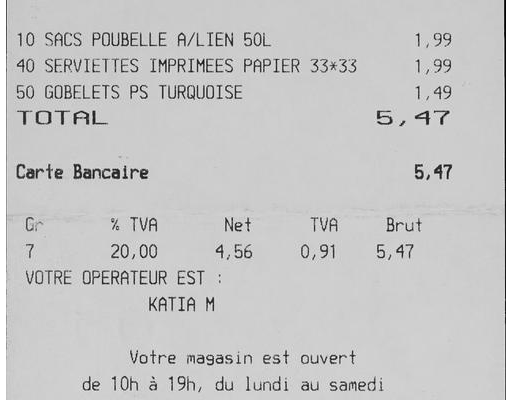 10 SACS POUBELLE A/LIEN 50L 1,99
40 SERVIETTES IMPRIMEES PAPIER 33*33 1,99
50 GOBELETS PS TURQUOISE 1,49
TOTAL 5,47
Carte Bancaire 5,47
Gr % TVA Net TVA Brut
7 20,00 4,56 0,91 5,47
VOTRE OPERATEUR EST :
KATIA M
Votre magasin est ouvert
de 10h à 19h, du lundi au samedi